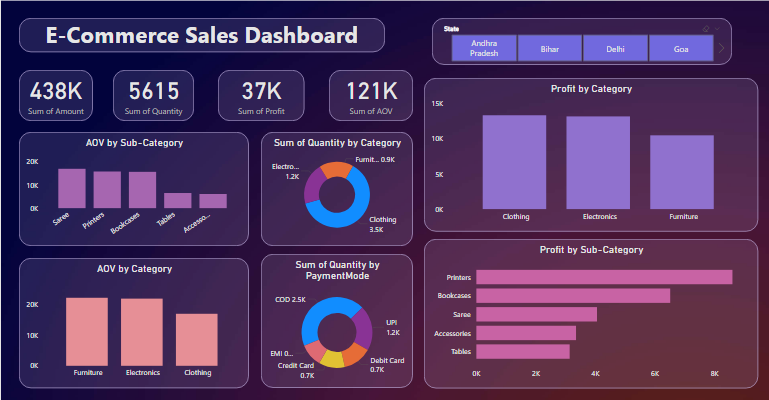 E-Commerce Sales Dashboard
State
Andhra
Pradesh
Bihar
Delhi
Goa
438K
Sum of Amount
5615
Sum of Quantity
37K
Sum of Profit
121K
Sum of AOV
AOV by Sub-Category
20K
10K
0K
Saree
Printers
Bookcases
Tables
Accesso...
Sum of Quantity by Category
Furnit... 0.9K
Electro...
1.2K
Clothing
3.5K
Profit by Category
15K
10K
5K
0K
Clothing
Electronics
Furniture
AOV by Category
20K
10K
0K
Furniture
Electronics
Clothing
Sum of Quantity by
PaymentMode
COD 2.5K
UPI
1.2K
EMI 0...
Credit Card
0.7K
Debit Card
0.7K
Profit by Sub-Category
Printers
Bookcases
Saree
Accessories
Tables
0K
2K
4K
6K
8K